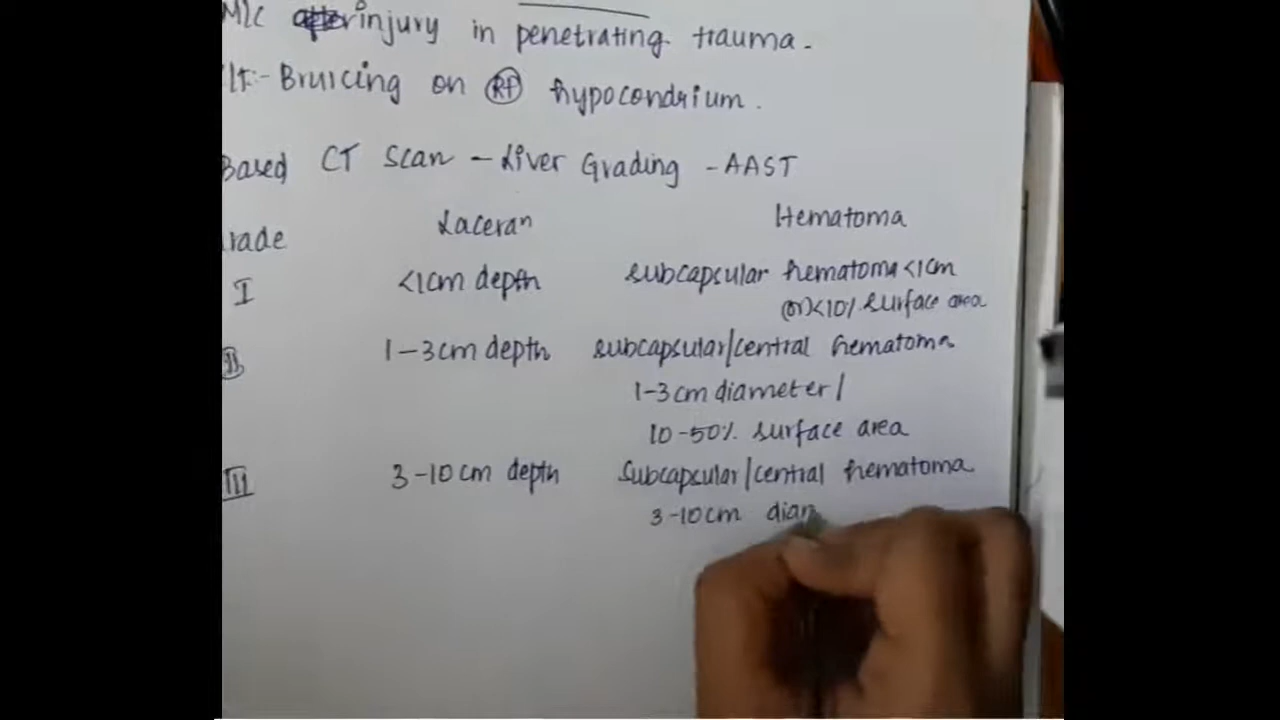 MLC injury in penetrating trauma.
Bruicing on Rt hypocondrium.
Based CT Scan - Liver Grading - AAST
rade Laceran Hematoma
I <1cm depth subcapsular hematoma <1cm
(or) <10% surface area
II 1-3cm depth subcapsular/central hematoma
1-3cm diameter/
10-50% surface area
III 3-10cm depth Subcapsular/central hematoma
3-10cm diam